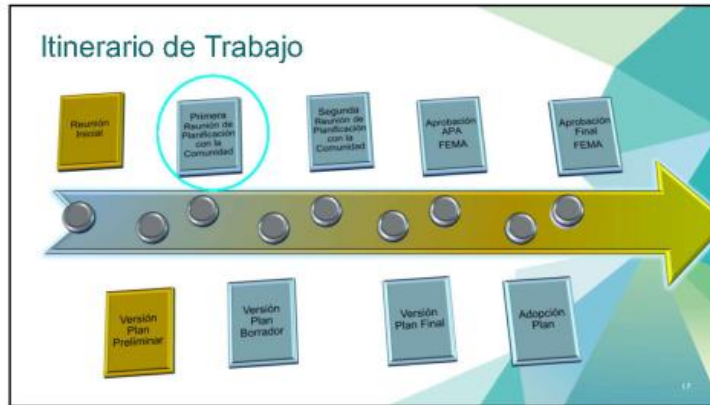 Itinerario de Trabajo
Reunión
Inicial
Primera
Reunión de
Planificación
con la
Comunidad
Segunda
Reunión de
Planificación
con la
Comunidad
Aprobación
APA
FEMA
Aprobación
Final
FEMA
Versión
Plan
Preliminar
Versión
Plan
Borrador
Versión
Plan Final
Adopción
Plan